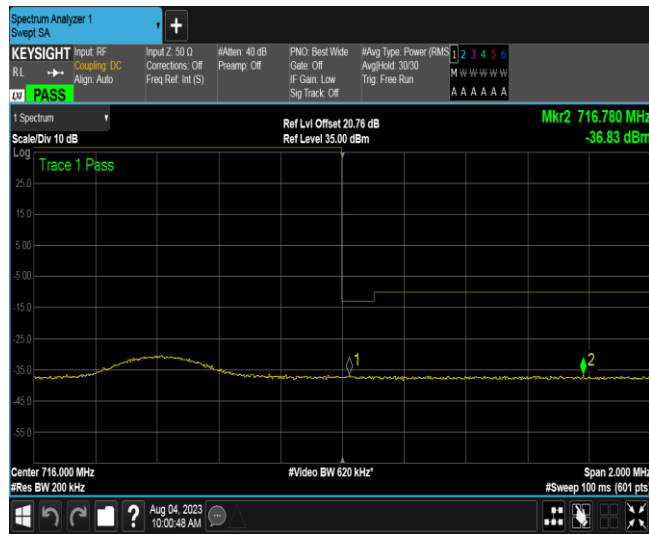 Spectrum Analyzer 1
Swept SA
+
KEYSIGHT
RL
LXI PASS
Input: RF
Coupling: DC
Align: Auto
Input Z: 50 Ω
Corrections: Off
Freq Ref: Int (S)
#Atten: 40 dB
Preamp: Off
PNO: Best Wide
Gate: Off
IF Gain: Low
Sig Track: Off
#Avg Type: Power (RMS
Avg|Hold: 30/30
Trig: Free Run
1 2 3 4 5 6
M W W W W W
A A A A A A
1 Spectrum
Scale/Div 10 dB
Ref Lvl Offset 20.76 dB
Ref Level 35.00 dBm
Mkr2 716.780 MHz
-36.83 dBm
Log
Trace 1 Pass
25.0
15.0
5.00
-5.00
-15.0
-25.0
-35.0
-45.0
-55.0
1
2
Center 716.000 MHz
#Res BW 200 kHz
#Video BW 620 kHz*
Span 2.000 MHz
#Sweep 100 ms (601 pts
?
Aug 04, 2023
10:00:48 AM